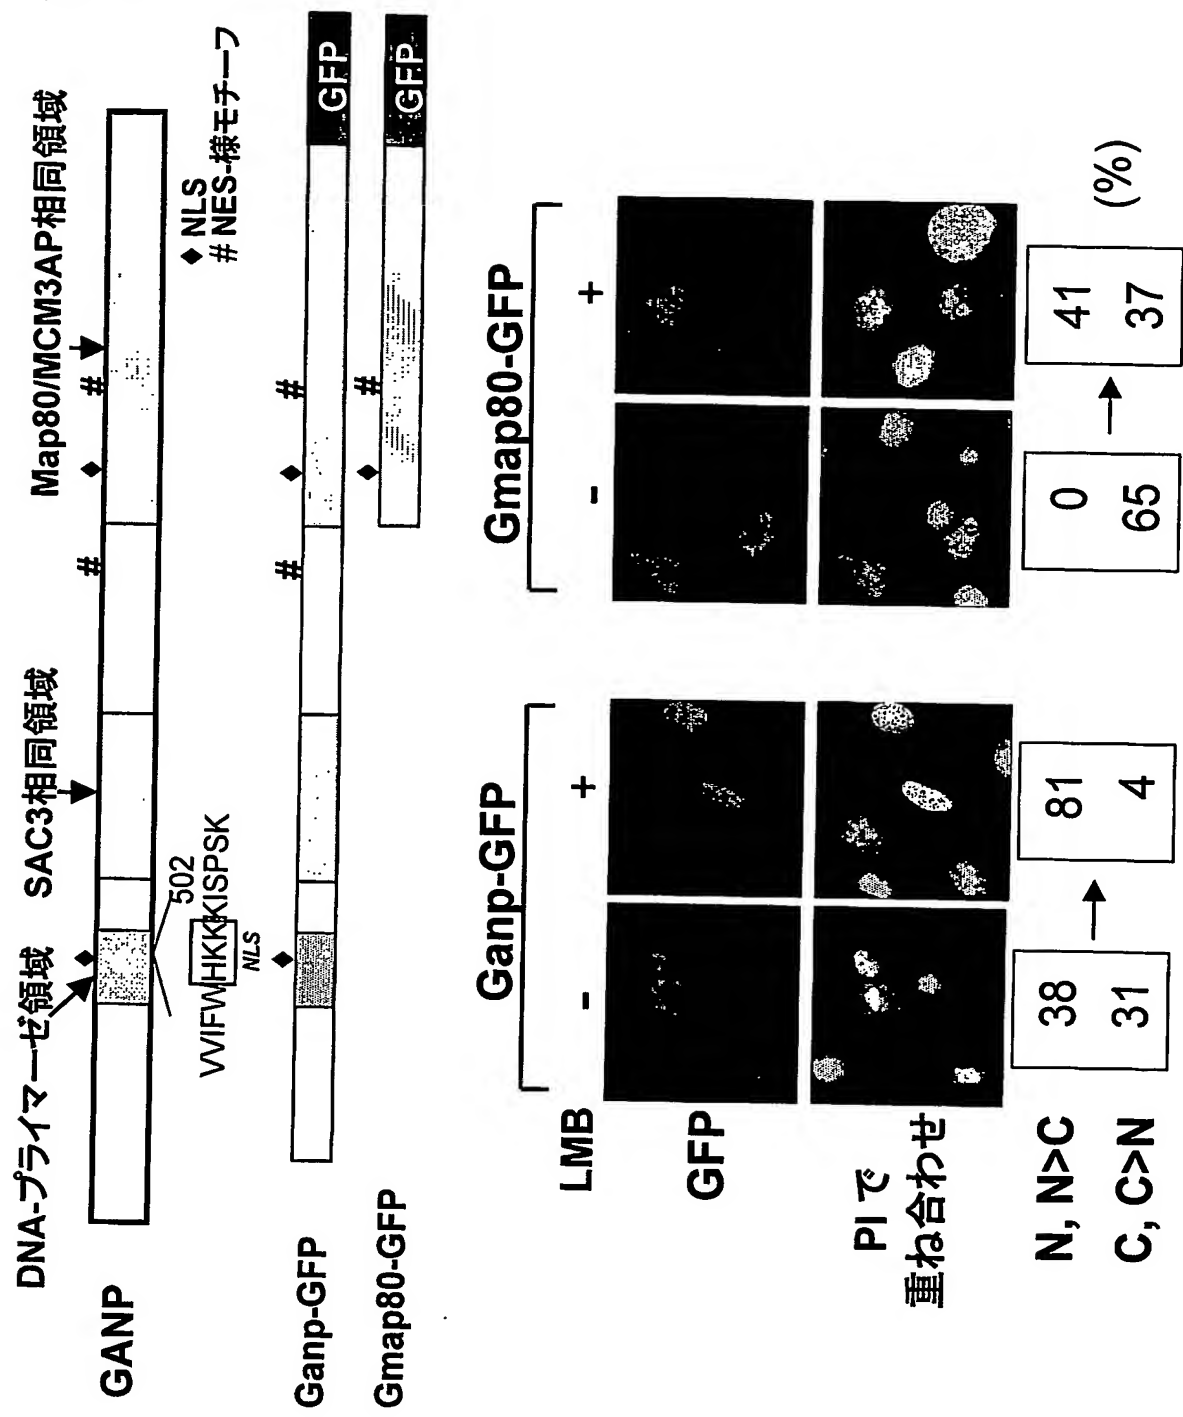 DNA-プライマーゼ領域
SAC3相同領域
Map80/MCM3AP相同領域
GANP
◆ # ◆ #
502
VVIFWHKKKISPSK
NLS
◆ NLS
# NES-様モチーフ
Ganp-GFP
◆ # ◆ #
GFP
Gmap80-GFP
◆ #
GFP
Ganp-GFP
Gmap80-GFP
LMB - + - +
GFP
PI で
重ね合わせ
N, N>C 38 81 0 41
C, C>N 31 4 65 37 (%)